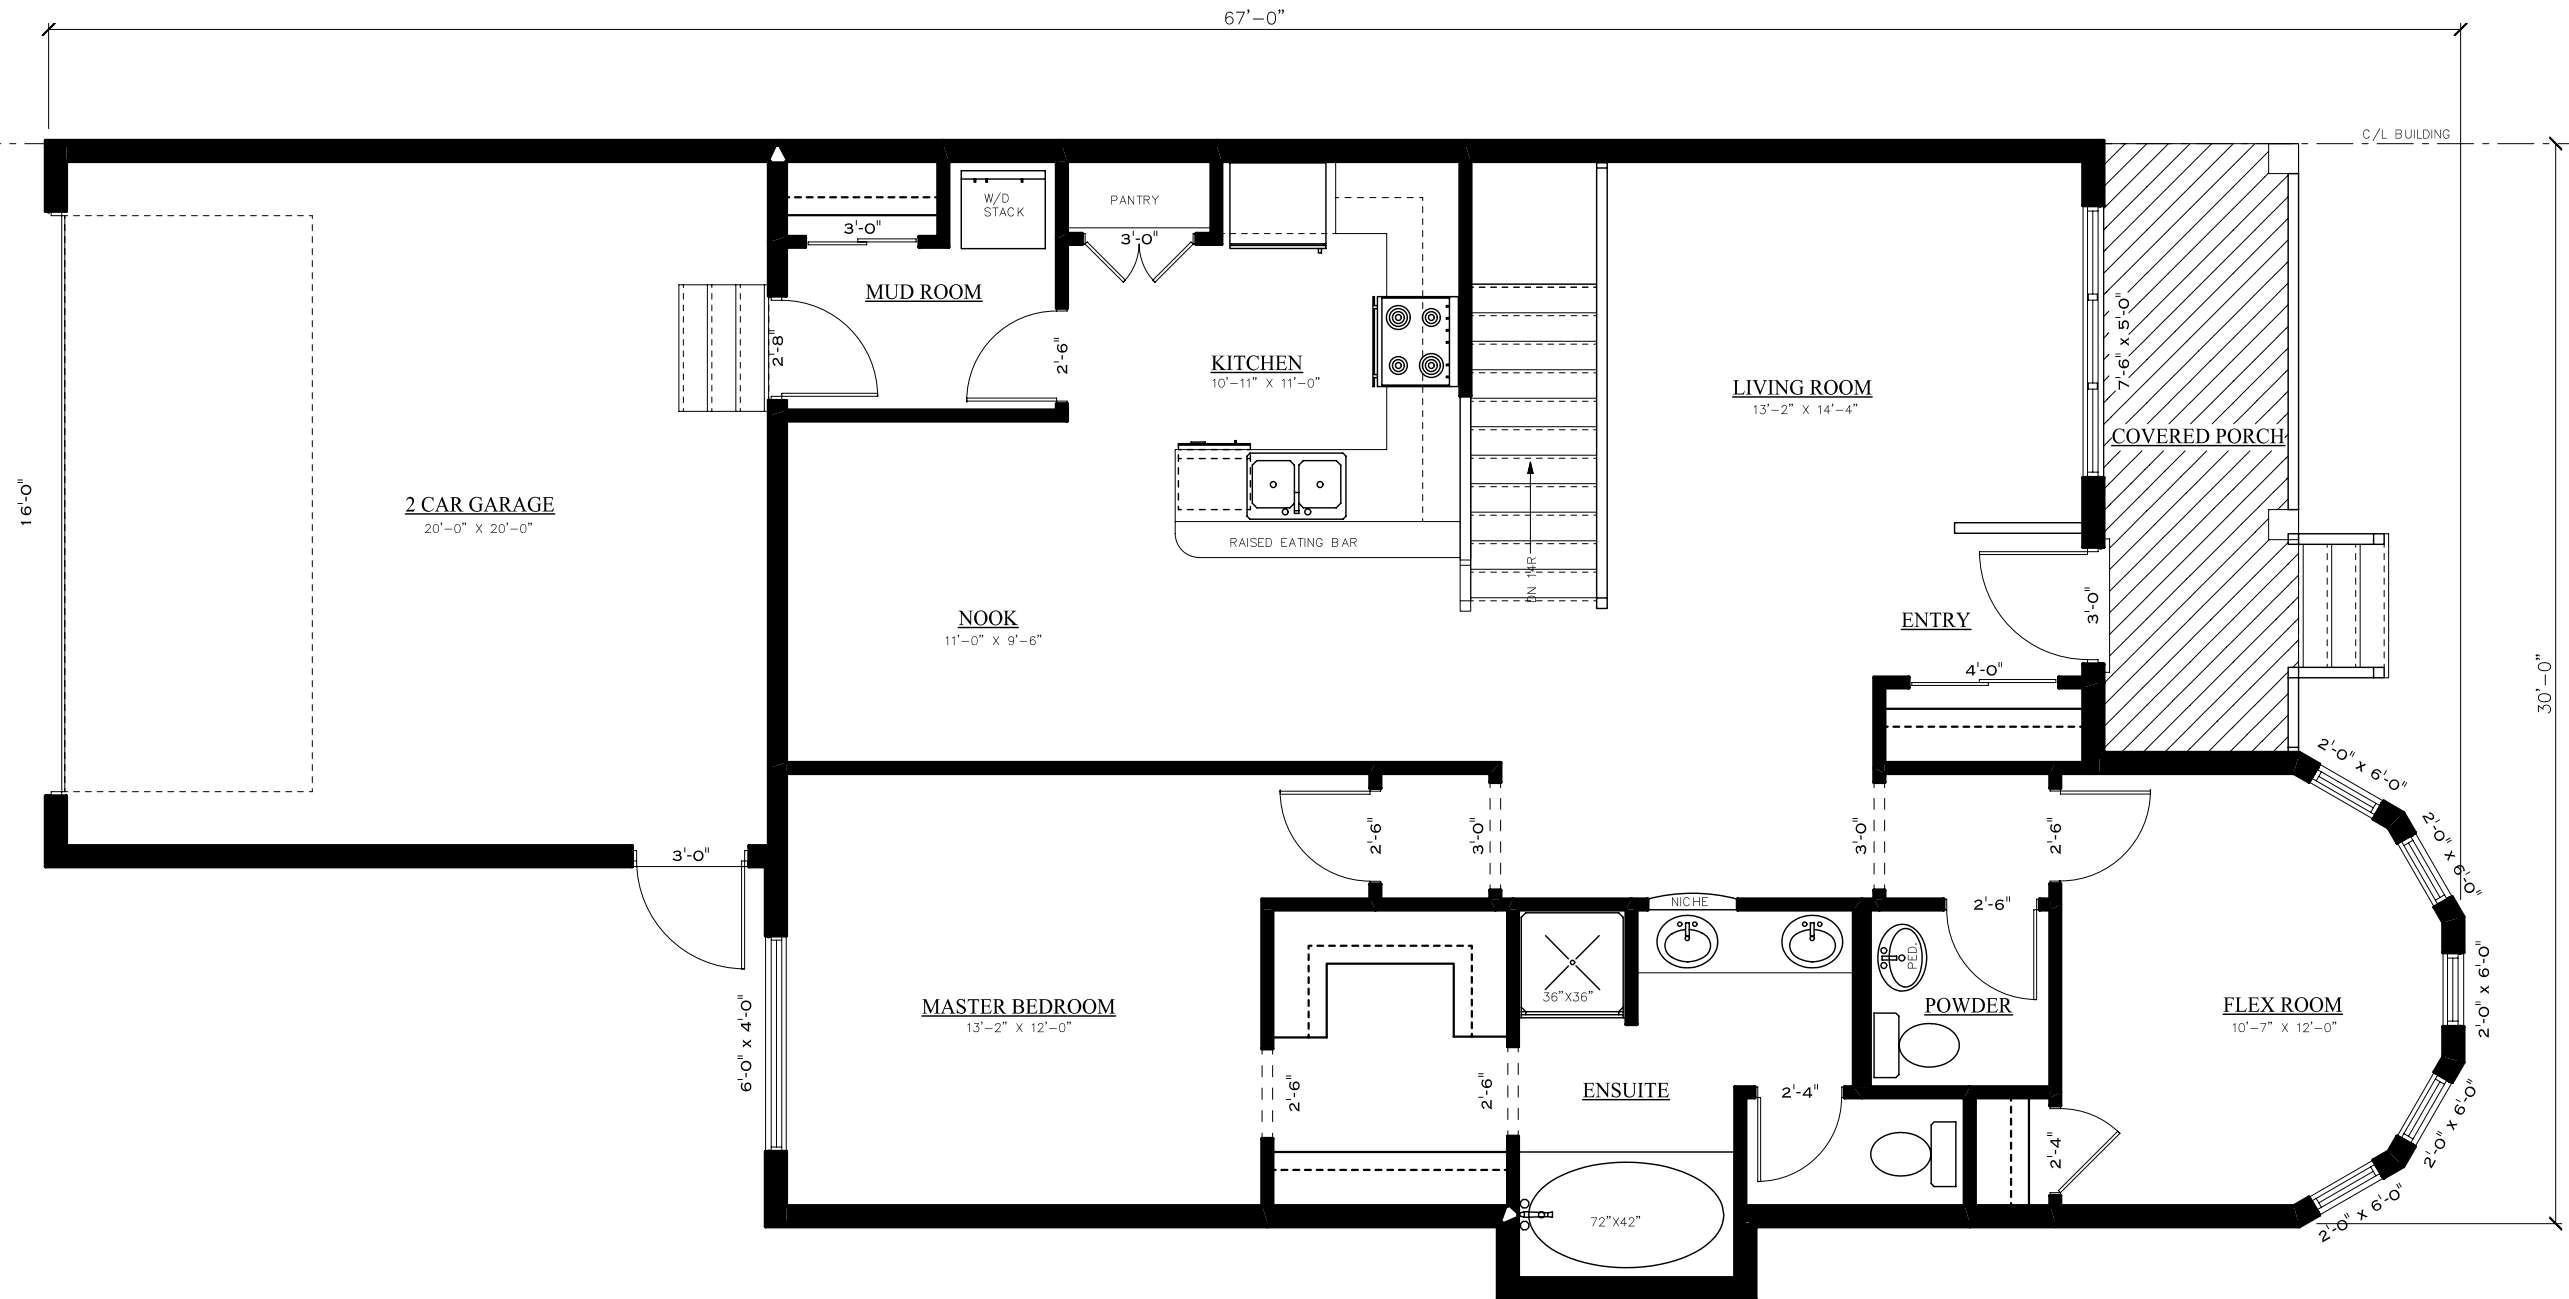 67'-0"
C/L BUILDING
W/D
STACK
PANTRY
3'-0"
3'-0"
MUD ROOM
2'-8"
2'-6"
KITCHEN
10'-11" X 11'-0"
LIVING ROOM
13'-2" X 14'-4"
7'-6" x 5'-0"
COVERED PORCH
16'-0"
2 CAR GARAGE
20'-0" X 20'-0"
RAISED EATING BAR
DN 14R
NOOK
11'-0" X 9'-6"
ENTRY
3'-0"
4'-0"
30'-0"
2'-0" x 6'-0"
2'-0" x 6'-0"
3'-0"
2'-6"
3'-0"
3'-0"
2'-6"
NICHE
2'-6"
PED.
36"X36"
MASTER BEDROOM
13'-2" X 12'-0"
POWDER
FLEX ROOM
10'-7" X 12'-0"
2'-0" x 6'-0"
6'-0" x 4'-0"
2'-6"
2'-6"
ENSUITE
2'-4"
2'-4"
2'-0" x 6'-0"
72"X42"
2'-0" x 6'-0"